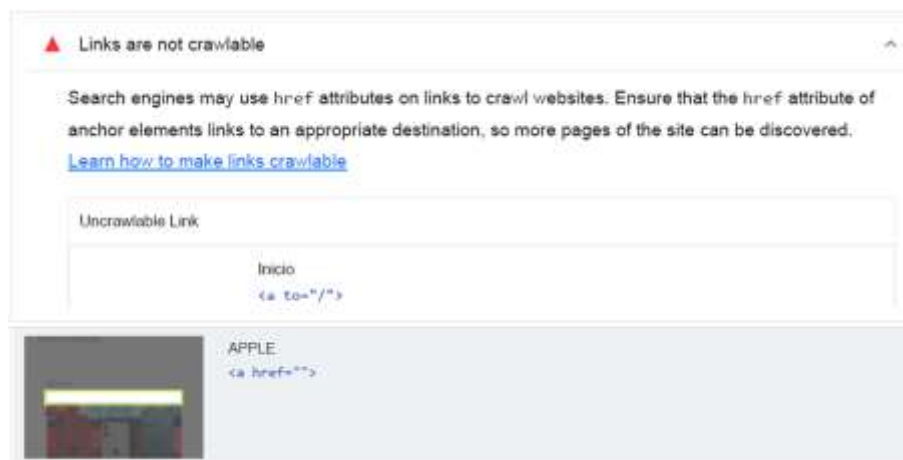 Links are not crawlable
Search engines may use href attributes on links to crawl websites. Ensure that the href attribute of
anchor elements links to an appropriate destination, so more pages of the site can be discovered.
Learn how to make links crawlable
Uncrawlable Link
Inicio
<a to="/">
APPLE
<a href="">